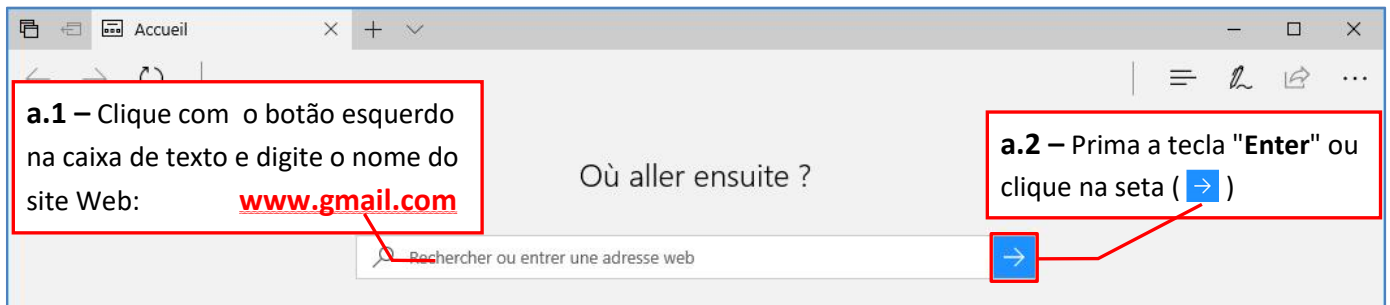 Accueil
a.1 – Clique com o botão esquerdo
na caixa de texto e digite o nome do
site Web: www.gmail.com
a.2 – Prima a tecla "Enter" ou
clique na seta ( → )
Où aller ensuite ?
Rechercher ou entrer une adresse web